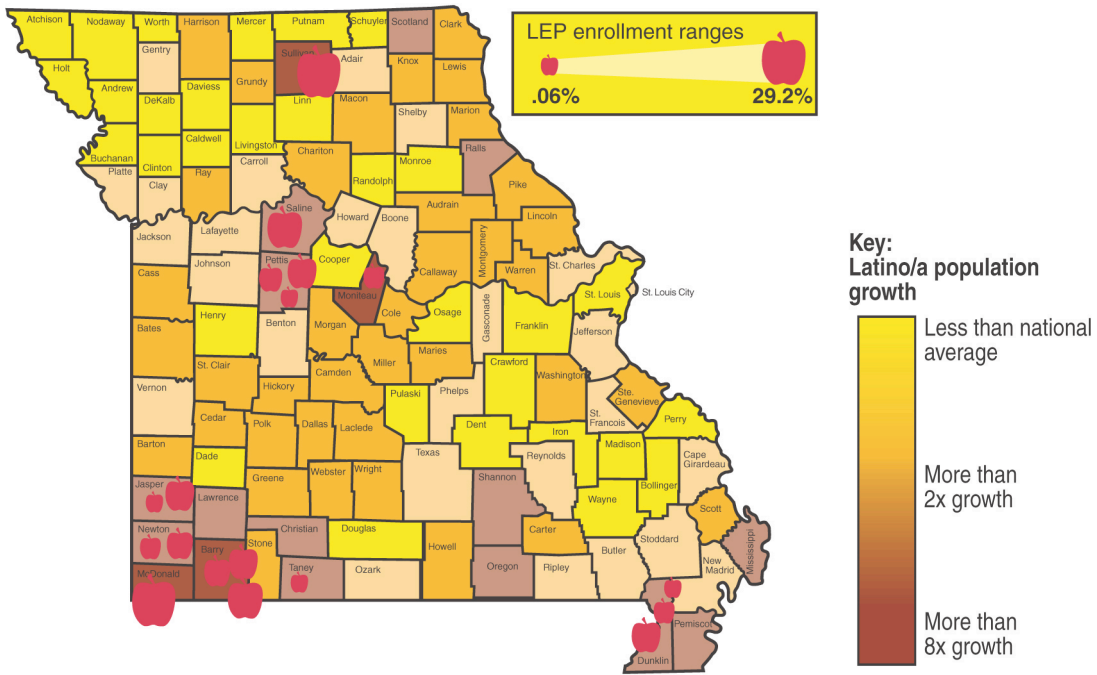 Atchison
Nodaway
Worth
Harrison
Mercer
Putnam
Schuyler
Scotland
Clark
LEP enrollment ranges
.06%
29.2%
Gentry
Sullivan
Adair
Knox
Lewis
Holt
Andrew
Daviess
Grundy
DeKalb
Linn
Macon
Shelby
Marion
Buchanan
Clinton
Caldwell
Livingston
Chariton
Monroe
Ralls
Platte
Clay
Ray
Carroll
Randolph
Pike
Saline
Howard
Boone
Audrain
Lincoln
Jackson
Lafayette
Montgomery
Cass
Johnson
Pettis
Cooper
Callaway
Warren
St. Charles
Moniteau
Cole
Osage
Gasconade
Franklin
St. Louis
St. Louis City
Bates
Henry
Benton
Morgan
Jefferson
Miller
Maries
Vernon
St. Clair
Hickory
Camden
Pulaski
Phelps
Crawford
Washington
Ste.
Genevieve
St.
Francois
Perry
Barton
Cedar
Polk
Dallas
Laclede
Dent
Iron
Madison
Dade
Texas
Reynolds
Cape
Girardeau
Jasper
Lawrence
Greene
Webster
Wright
Shannon
Wayne
Bollinger
Scott
Newton
Christian
Douglas
Carter
Stoddard
Mississippi
Barry
Stone
Howell
Butler
New
Madrid
McDonald
Taney
Ozark
Oregon
Ripley
Pemiscot
Dunklin
Key:
Latino/a population
growth
Less than national
average
More than
2x growth
More than
8x growth